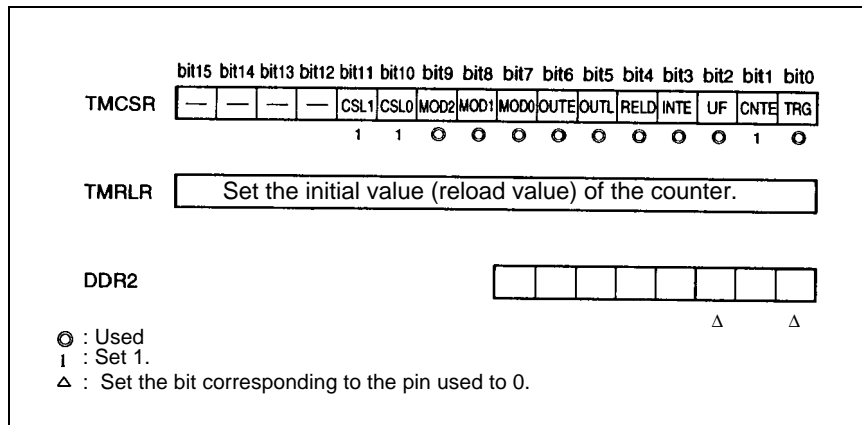 bit15 bit14 bit13 bit12 bit11 bit10 bit9 bit8 bit7 bit6 bit5 bit4 bit3 bit2 bit1 bit0
TMCSR — — — — CSL1 CSL0 MOD2 MOD1 MOD0 OUTE OUTL RELD INTE UF CNTE TRG
1 1 ◎ ◎ ◎ ◎ ◎ ◎ ◎ ◎ 1 ◎
TMRLR Set the initial value (reload value) of the counter.
DDR2
Δ Δ
◎ : Used
1 : Set 1.
Δ : Set the bit corresponding to the pin used to 0.